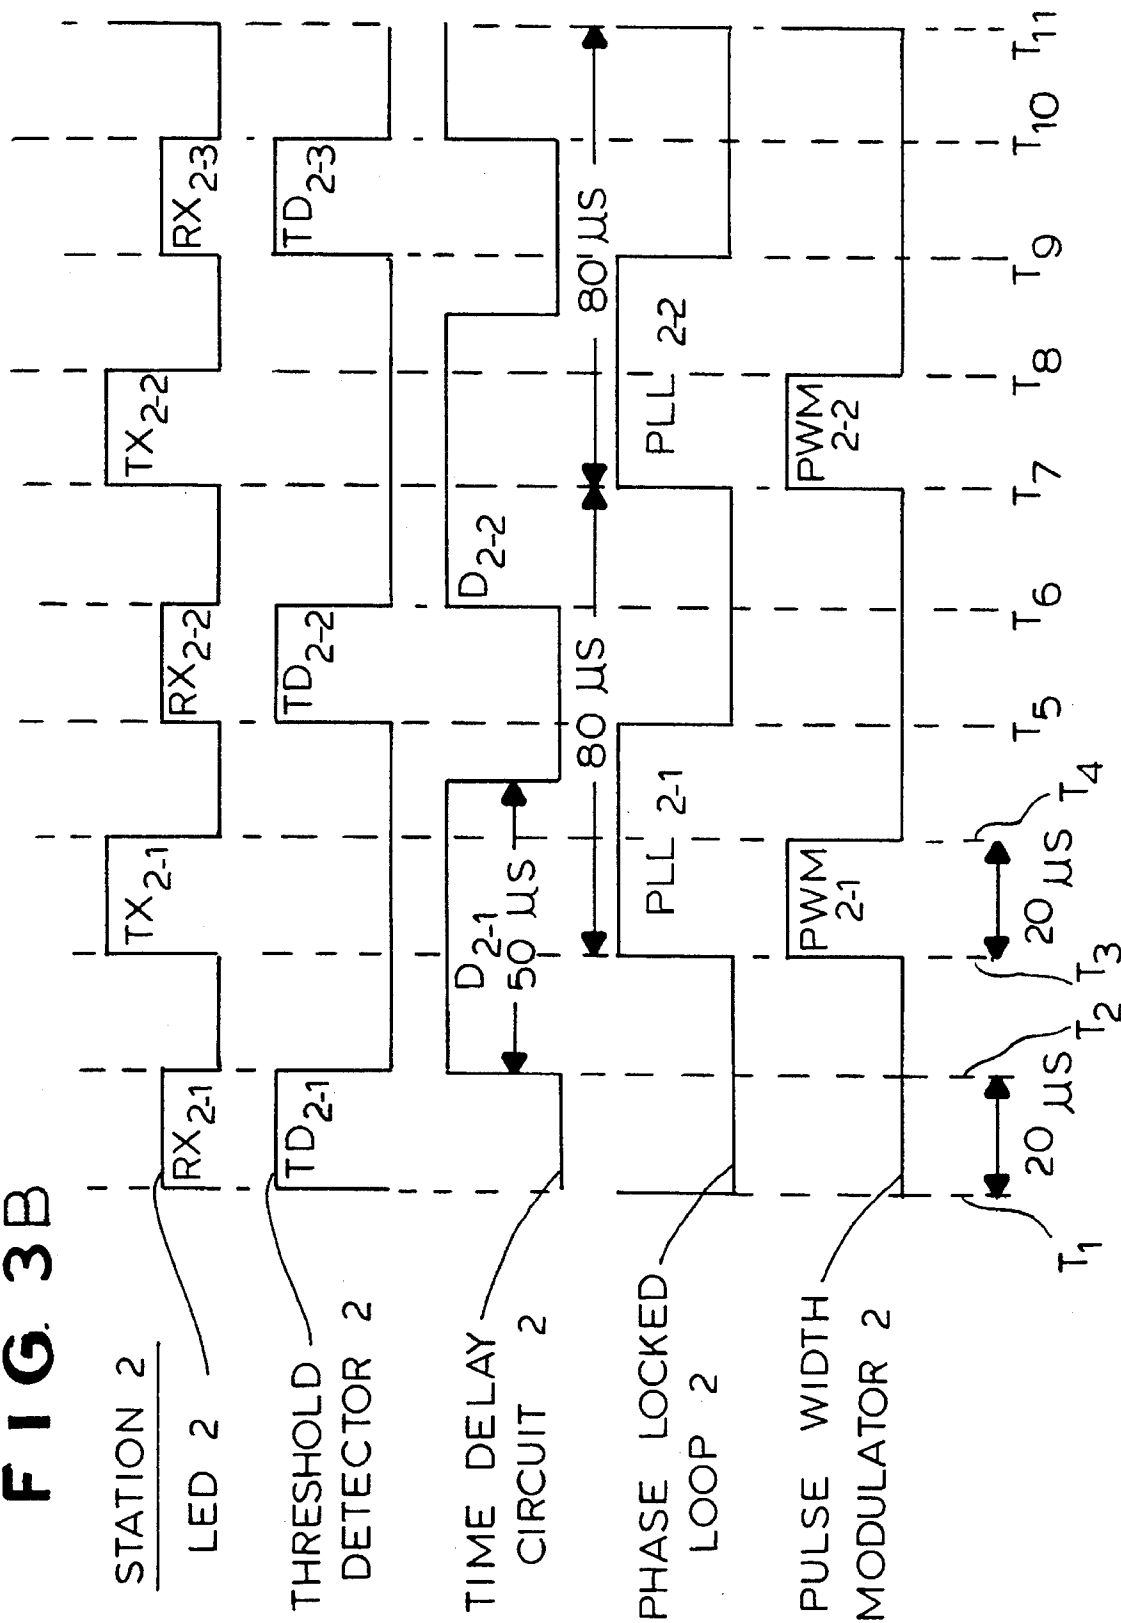 FIG. 3B
STATION 2
LED 2
RX2-1
TX2-1
RX2-2
TX2-2
RX2-3
THRESHOLD
DETECTOR 2
TD2-1
TD2-2
TD2-3
TIME DELAY
CIRCUIT 2
D2-1
50 µS
D2-2
80 µS
80' µS
PHASE LOCKED
LOOP 2
PLL 2-1
PLL 2-2
PULSE WIDTH
MODULATOR 2
PWM
2-1
PWM
2-2
20 µS
20 µS
T1
T2
T3
T4
T5
T6
T7
T8
T9
T10
T11